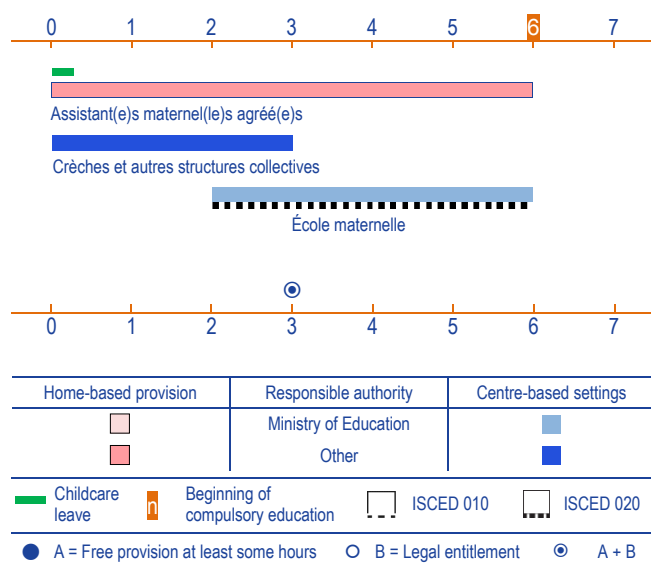 0 1 2 3 4 5 6 7
Assistant(e)s maternel(le)s agréé(e)s
Crèches et autres structures collectives
École maternelle
0 1 2 3 4 5 6 7
Home-based provision Responsible authority Centre-based settings
Ministry of Education
Other
Childcare
leave
n
Beginning of
compulsory education
ISCED 010
ISCED 020
A = Free provision at least some hours B = Legal entitlement A + B